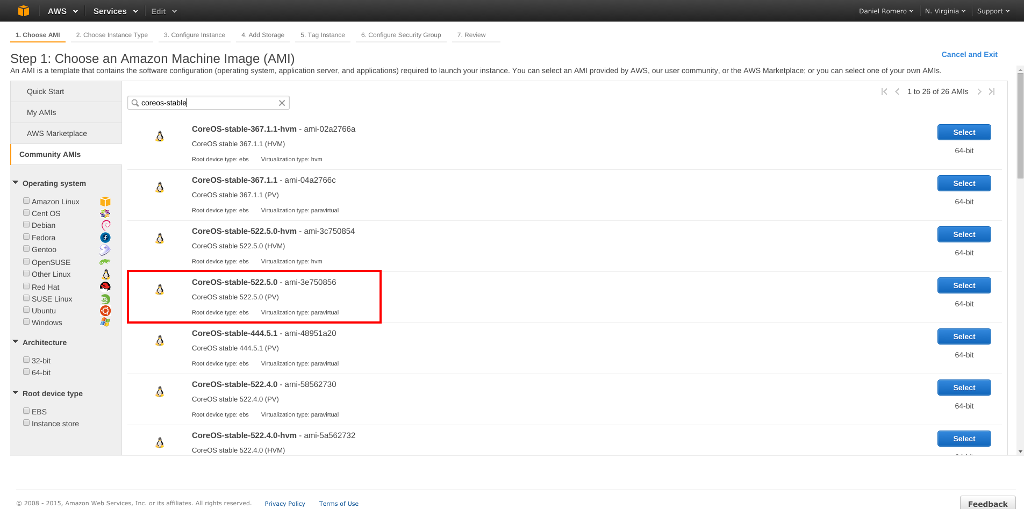 AWS Services Edit Daniel Romero N. Virginia Support
1. Choose AMI 2. Choose Instance Type 3. Configure Instance 4. Add Storage 5. Tag Instance 6. Configure Security Group 7. Review
Step 1: Choose an Amazon Machine Image (AMI)
Cancel and Exit
An AMI is a template that contains the software configuration (operating system, application server, and applications) required to launch your instance. You can select an AMI provided by AWS, our user community, or the AWS Marketplace; or you can select one of your own AMIs.
Quick Start
My AMIs
AWS Marketplace
Community AMIs
Operating system
Amazon Linux
Cent OS
Debian
Fedora
Gentoo
OpenSUSE
Other Linux
Red Hat
SUSE Linux
Ubuntu
Windows
Architecture
32-bit
64-bit
Root device type
EBS
Instance store
coreos-stable
1 to 26 of 26 AMIs
CoreOS-stable-367.1.1-hvm - ami-02a2766a
CoreOS stable 367.1.1 (HVM)
Root device type: ebs Virtualization type: hvm
Select
64-bit
CoreOS-stable-367.1.1 - ami-04a2766c
CoreOS stable 367.1.1 (PV)
Root device type: ebs Virtualization type: paravirtual
Select
64-bit
CoreOS-stable-522.5.0-hvm - ami-3c750854
CoreOS stable 522.5.0 (HVM)
Root device type: ebs Virtualization type: hvm
Select
64-bit
CoreOS-stable-522.5.0 - ami-3e750856
CoreOS stable 522.5.0 (PV)
Root device type: ebs Virtualization type: paravirtual
Select
64-bit
CoreOS-stable-444.5.1 - ami-48951a20
CoreOS stable 444.5.1 (PV)
Root device type: ebs Virtualization type: paravirtual
Select
64-bit
CoreOS-stable-522.4.0 - ami-58562730
CoreOS stable 522.4.0 (PV)
Root device type: ebs Virtualization type: paravirtual
Select
64-bit
CoreOS-stable-522.4.0-hvm - ami-5a562732
CoreOS stable 522.4.0 (HVM)
Select
© 2008 - 2015, Amazon Web Services, Inc. or its affiliates. All rights reserved. Privacy Policy Terms of Use
Feedback